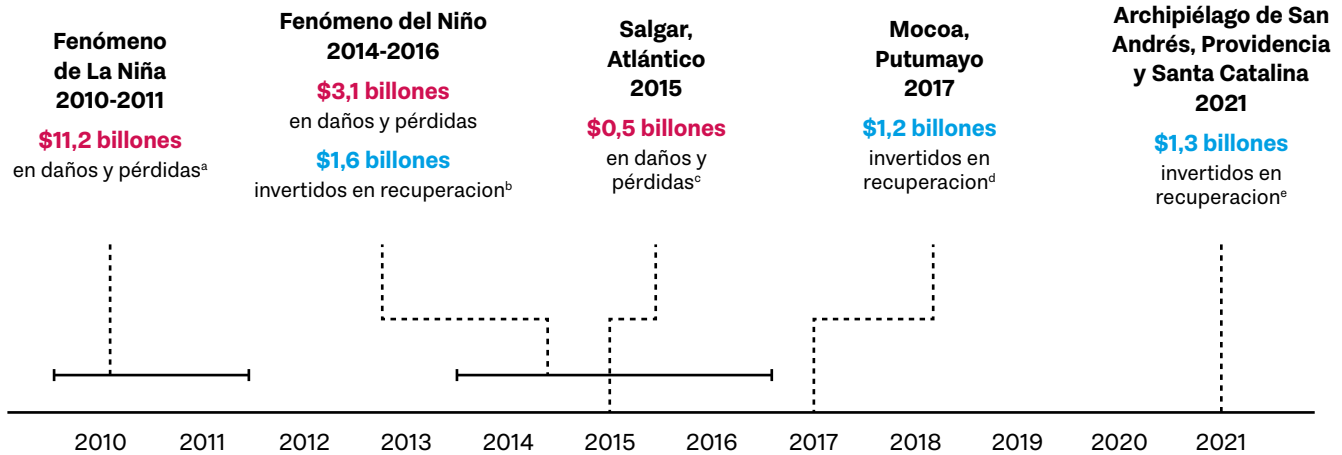 Fenómeno
de La Niña
2010-2011
$11,2 billones
en daños y pérdidasᵃ
Fenómeno del Niño
2014-2016
$3,1 billones
en daños y pérdidas
$1,6 billones
invertidos en recuperacionᵇ
Salgar,
Atlántico
2015
$0,5 billones
en daños y
pérdidasᶜ
Mocoa,
Putumayo
2017
$1,2 billones
invertidos en
recuperacionᵈ
Archipiélago de San
Andrés, Providencia
y Santa Catalina
2021
$1,3 billones
invertidos en
recuperacionᵉ
2010 2011 2012 2013 2014 2015 2016 2017 2018 2019 2020 2021